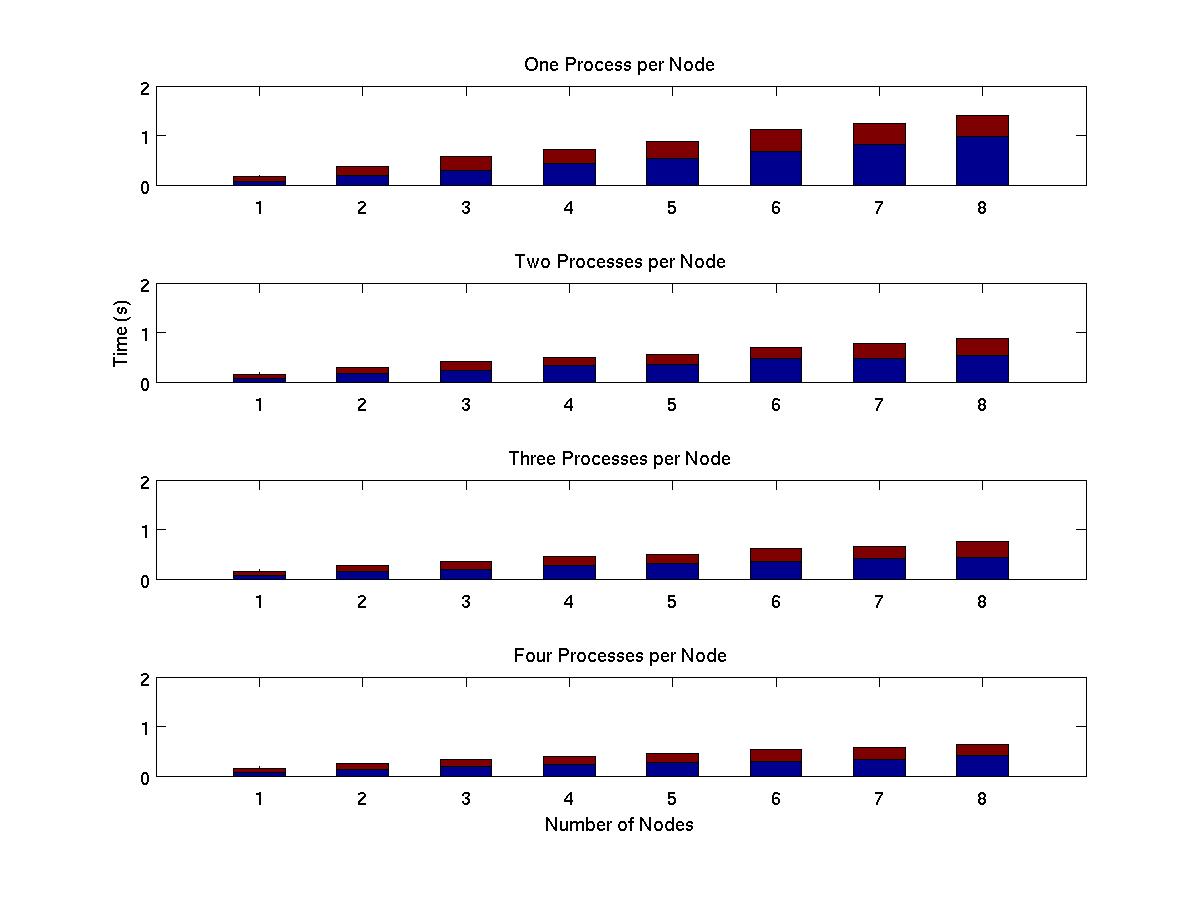 One Process per Node
2
1
0
1 2 3 4 5 6 7 8
Two Processes per Node
2
1
0
1 2 3 4 5 6 7 8
Time (s)
Three Processes per Node
2
1
0
1 2 3 4 5 6 7 8
Four Processes per Node
2
1
0
1 2 3 4 5 6 7 8
Number of Nodes